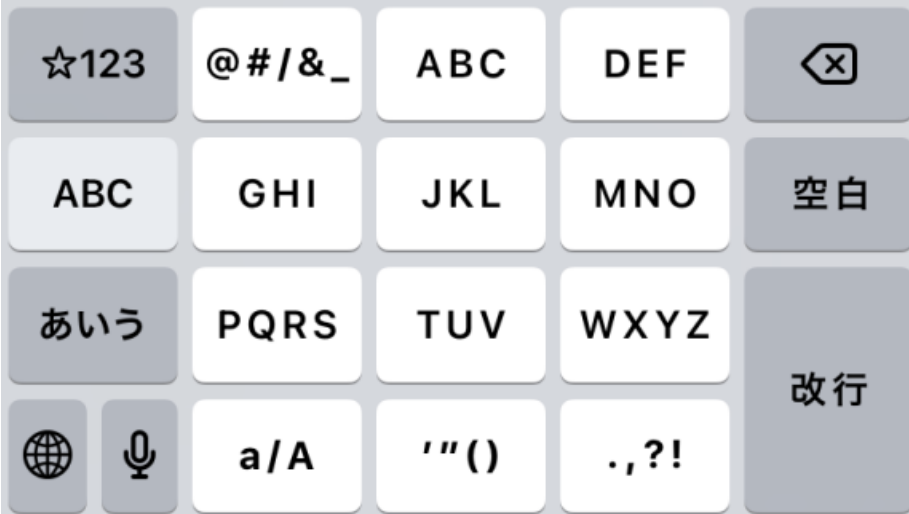 ☆123 @#/&_ ABC DEF
ABC GHI JKL MNO 空白
あいう PQRS TUV WXYZ 改行
a/A '"() .,?!